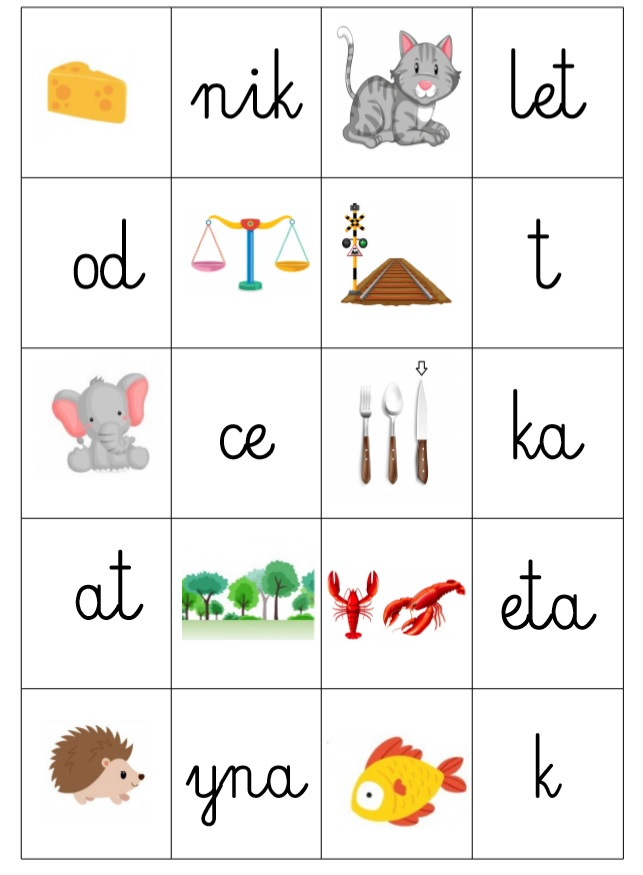 nik let
od t
ce ka
at eta
yna k